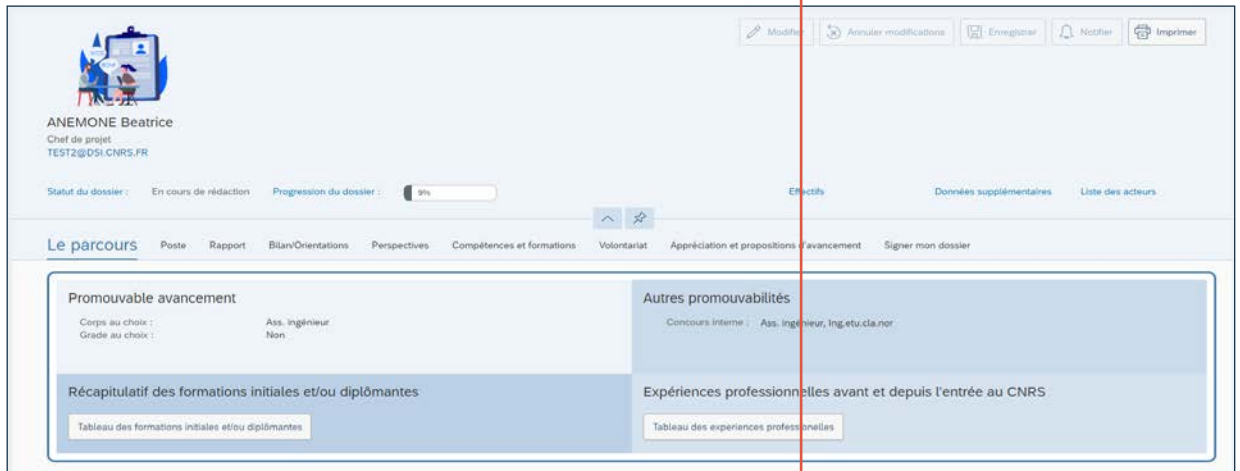 Modifier Annuler modifications Enregistrer Notifier Imprimer
ANEMONE Beatrice
Chef de projet
TEST2@DSI.CNRS.FR
Statut du dossier : En cours de rédaction Progression du dossier : 9% Effectifs Données supplémentaires Liste des acteurs
Le parcours Poste Rapport Bilan/Orientations Perspectives Compétences et formations Volontariat Appréciation et propositions d'avancement Signer mon dossier
Promouvable avancement
Corps au choix : Ass. ingénieur
Grade au choix : Non
Autres promouvabilités
Concours interne : Ass. ingénieur, Ing.etu.cla.nor
Récapitulatif des formations initiales et/ou diplômantes
Tableau des formations initiales et/ou diplômantes
Expériences professionnelles avant et depuis l'entrée au CNRS
Tableau des experiences professionelles